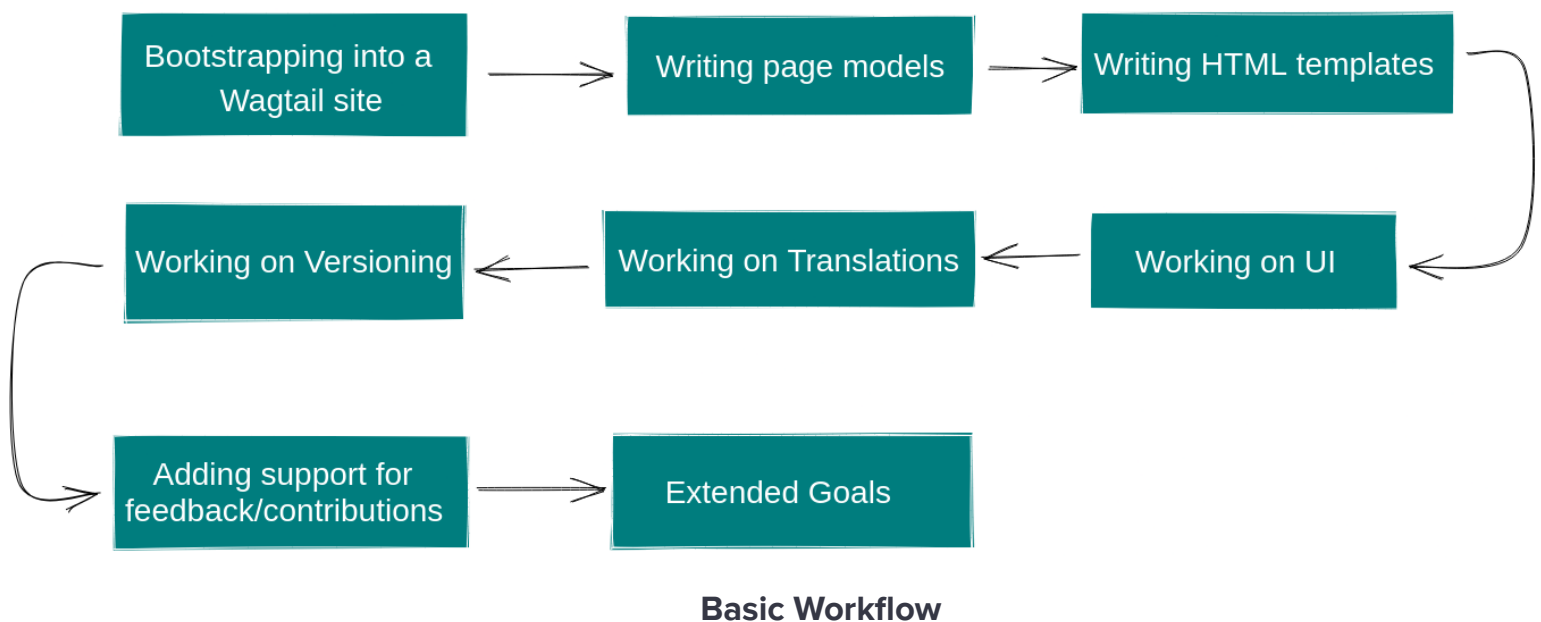 Bootstrapping into a
Wagtail site
Writing page models
Writing HTML templates
Working on UI
Working on Translations
Working on Versioning
Adding support for
feedback/contributions
Extended Goals
Basic Workflow